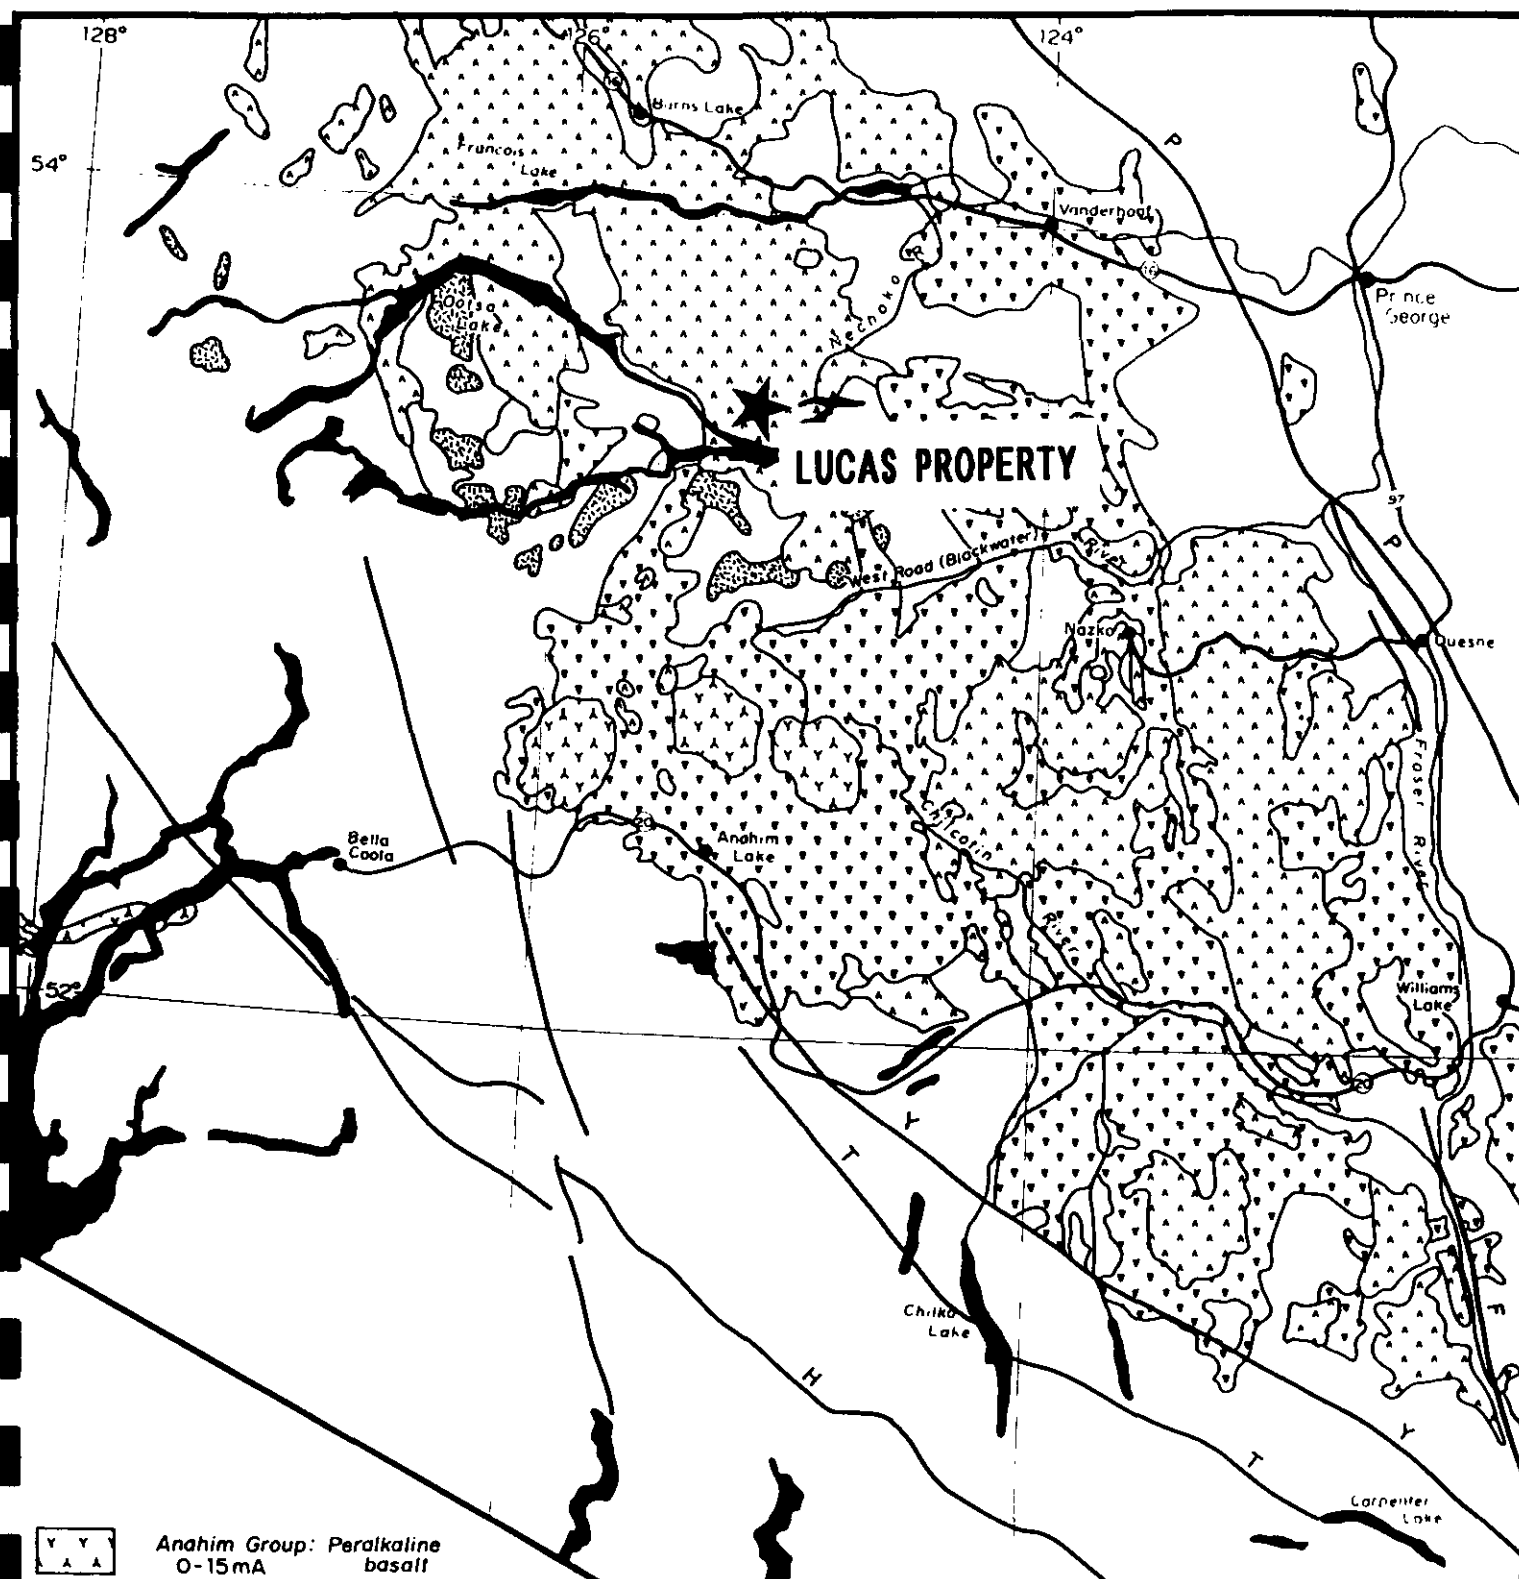 128°
126°
124°
16
Burns Lake
54°
Francois
Lake
P
Vanderhoof
16
Nechako R
Prince
George
Ootsa
Lake
LUCAS PROPERTY
97
P
West Road (Blackwater) River
Nazko
Quesne
Fraser River
Chilcotin
River
20
Bella
Coola
Anahim
Lake
52°
Williams
Lake
20
Y
T
F
Chilko
Lake
H
Y
T
Carpenter
Lake
Anahim Group: Peralkaline
0-15mA basalt